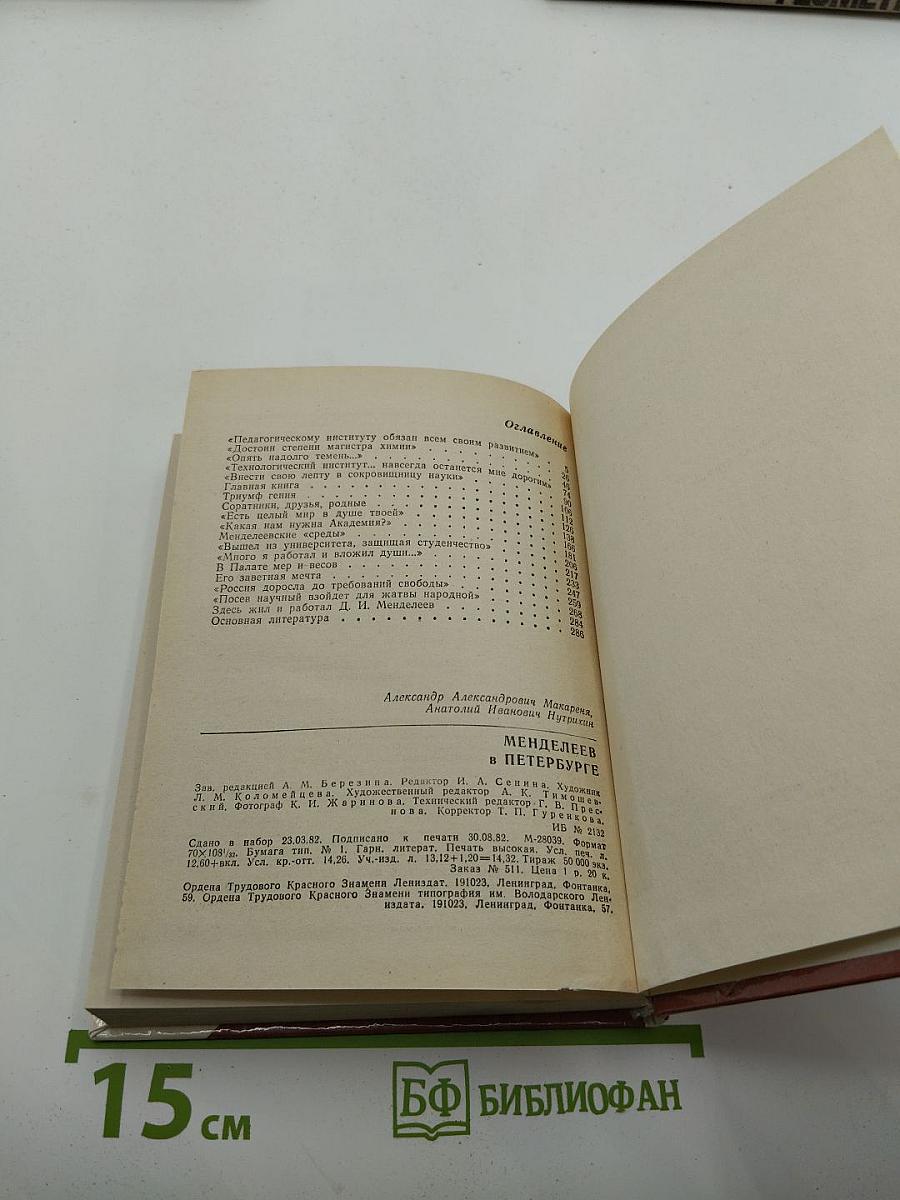 Оглавление
«Педагогическому институту обязан всем своим развитием» 5
«Достоин степени магистра химии» . . . . . . . . 26
«Опять надолго темень...» . . . . . . . . . . . 46
«Технологический институт... навсегда останется мне дорогим» 74
«Внести свою лепту в сокровищницу науки» . . . . . . 90
Главная книга . . . . . . . . . . . . . . 106
Триумф гения . . . . . . . . . . . . . . 112
Соратники, друзья, родные . . . . . . . . . . 126
«Есть целый мир в душе твоей» . . . . . . . . . 138
«Какая нам нужна Академия?» . . . . . . . . . 166
Менделеевские «среды» . . . . . . . . . . . 181
«Вышел из университета, защищая студенчество» . . . . 206
«Много я работал и вложил души...» . . . . . . . 217
В Палате мер и весов . . . . . . . . . . . 233
Его заветная мечта . . . . . . . . . . . . 247
«Россия доросла до требований свободы» . . . . . . 259
«Посев научный взойдет для жатвы народной» . . . . . 268
Здесь жил и работал Д. И. Менделеев . . . . . . . 284
Основная литература . . . . . . . . . . . . 286
Александр Александрович Макареня,
Анатолий Иванович Нутрихин
МЕНДЕЛЕЕВ
в ПЕТЕРБУРГЕ
Зав. редакцией А. М. Березина. Редактор И. А. Сенина. Художник
Л. М. Коломейцева. Художественный редактор А. К. Тимошев-
ский. Фотограф К. И. Жаринова. Технический редактор Г. В. Прес-
нова. Корректор Т. П. Гуренкова.
ИБ № 2132
Сдано в набор 23.03.82. Подписано к печати 30.08.82. М-28039. Формат
70×108¹/₃₂. Бумага тип. № 1. Гарн. литерат. Печать высокая. Усл. печ. л.
12,60+вкл. Усл. кр.-отт. 14,26. Уч.-изд. л. 13,12+1,20=14,32. Тираж 50 000 экз.
Заказ № 511. Цена 1 р. 20 к.
Ордена Трудового Красного Знамени Лениздат, 191023, Ленинград, Фонтанка,
59. Ордена Трудового Красного Знамени типография им. Володарского Лен-
издата, 191023, Ленинград, Фонтанка, 57.
15 см
БФ БИБЛИОФАН